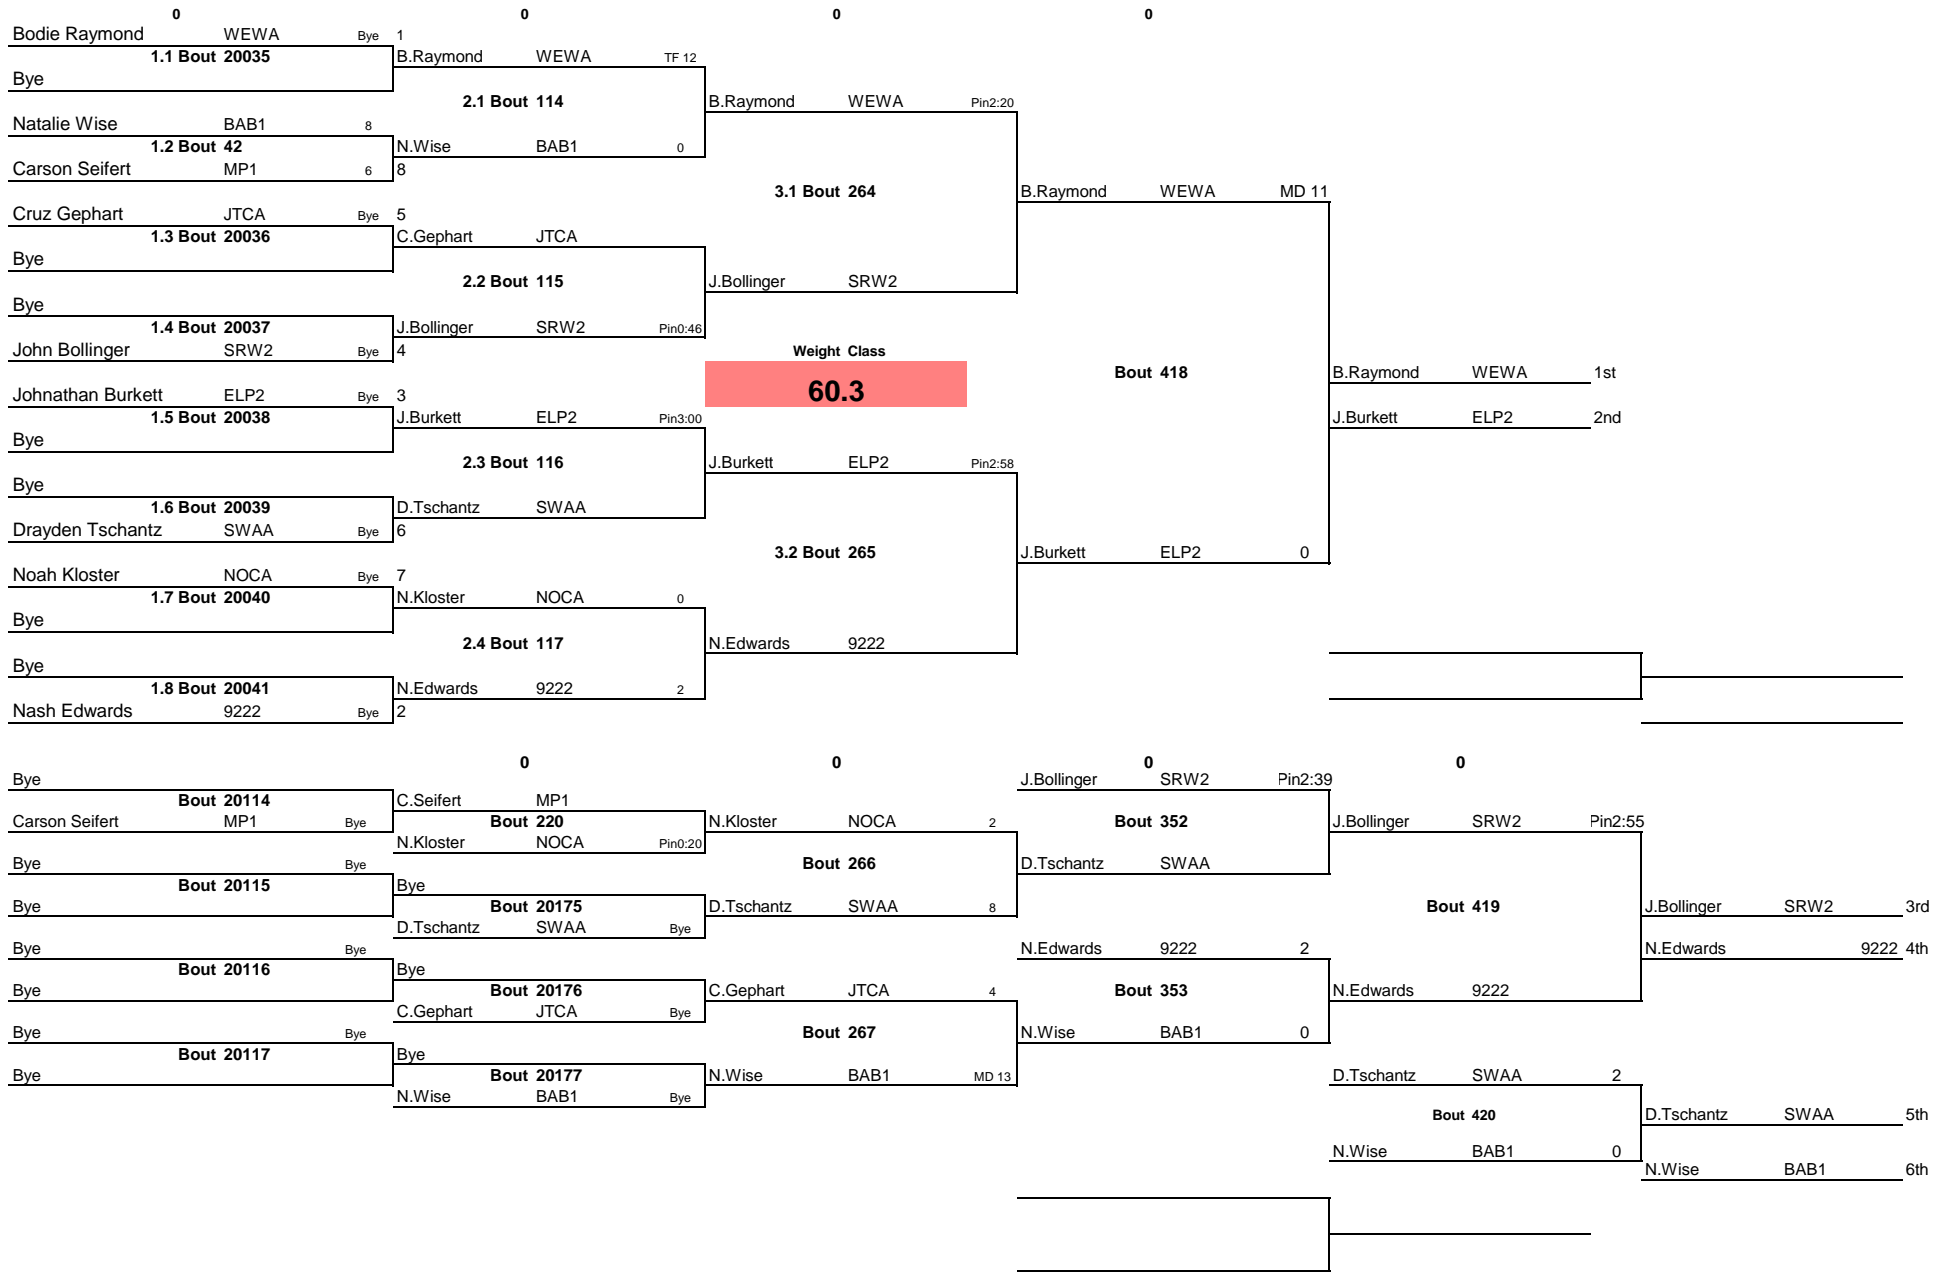 0 0 0 0
Bodie Raymond WEWA Bye 1
1.1 Bout 20035 B.Raymond WEWA TF 12
Bye
2.1 Bout 114 B.Raymond WEWA Pin2:20
Natalie Wise BAB1 8
1.2 Bout 42 N.Wise BAB1 0
Carson Seifert MP1 6 8
3.1 Bout 264 B.Raymond WEWA MD 11
Cruz Gephart JTCA Bye 5
1.3 Bout 20036 C.Gephart JTCA
Bye
2.2 Bout 115 J.Bollinger SRW2
Bye
1.4 Bout 20037 J.Bollinger SRW2 Pin0:46
John Bollinger SRW2 Bye 4 Weight Class
Bout 418 B.Raymond WEWA 1st
Johnathan Burkett ELP2 Bye 3 60.3
1.5 Bout 20038 J.Burkett ELP2 Pin3:00 J.Burkett ELP2 2nd
Bye
2.3 Bout 116 J.Burkett ELP2 Pin2:58
Bye
1.6 Bout 20039 D.Tschantz SWAA
Drayden Tschantz SWAA Bye 6
3.2 Bout 265 J.Burkett ELP2 0
Noah Kloster NOCA Bye 7
1.7 Bout 20040 N.Kloster NOCA 0
Bye
2.4 Bout 117 N.Edwards 9222
Bye
1.8 Bout 20041 N.Edwards 9222 2
Nash Edwards 9222 Bye 2
0 0 0 0
Bye J.Bollinger SRW2 Pin2:39
Bout 20114 C.Seifert MP1
Carson Seifert MP1 Bye Bout 220 N.Kloster NOCA 2 Bout 352 J.Bollinger SRW2 Pin2:55
N.Kloster NOCA Pin0:20
Bye Bye Bout 266 D.Tschantz SWAA
Bout 20115 Bye
Bye Bout 20175 D.Tschantz SWAA 8 Bout 419 J.Bollinger SRW2 3rd
D.Tschantz SWAA Bye
Bye Bye N.Edwards 9222 2 N.Edwards 9222 4th
Bout 20116 Bye
Bye Bout 20176 C.Gephart JTCA 4 Bout 353 N.Edwards 9222
C.Gephart JTCA Bye
Bye Bye Bout 267 N.Wise BAB1 0
Bout 20117 Bye
Bye Bout 20177 N.Wise BAB1 MD 13 D.Tschantz SWAA 2
N.Wise BAB1 Bye
Bout 420 D.Tschantz SWAA 5th
N.Wise BAB1 0
N.Wise BAB1 6th